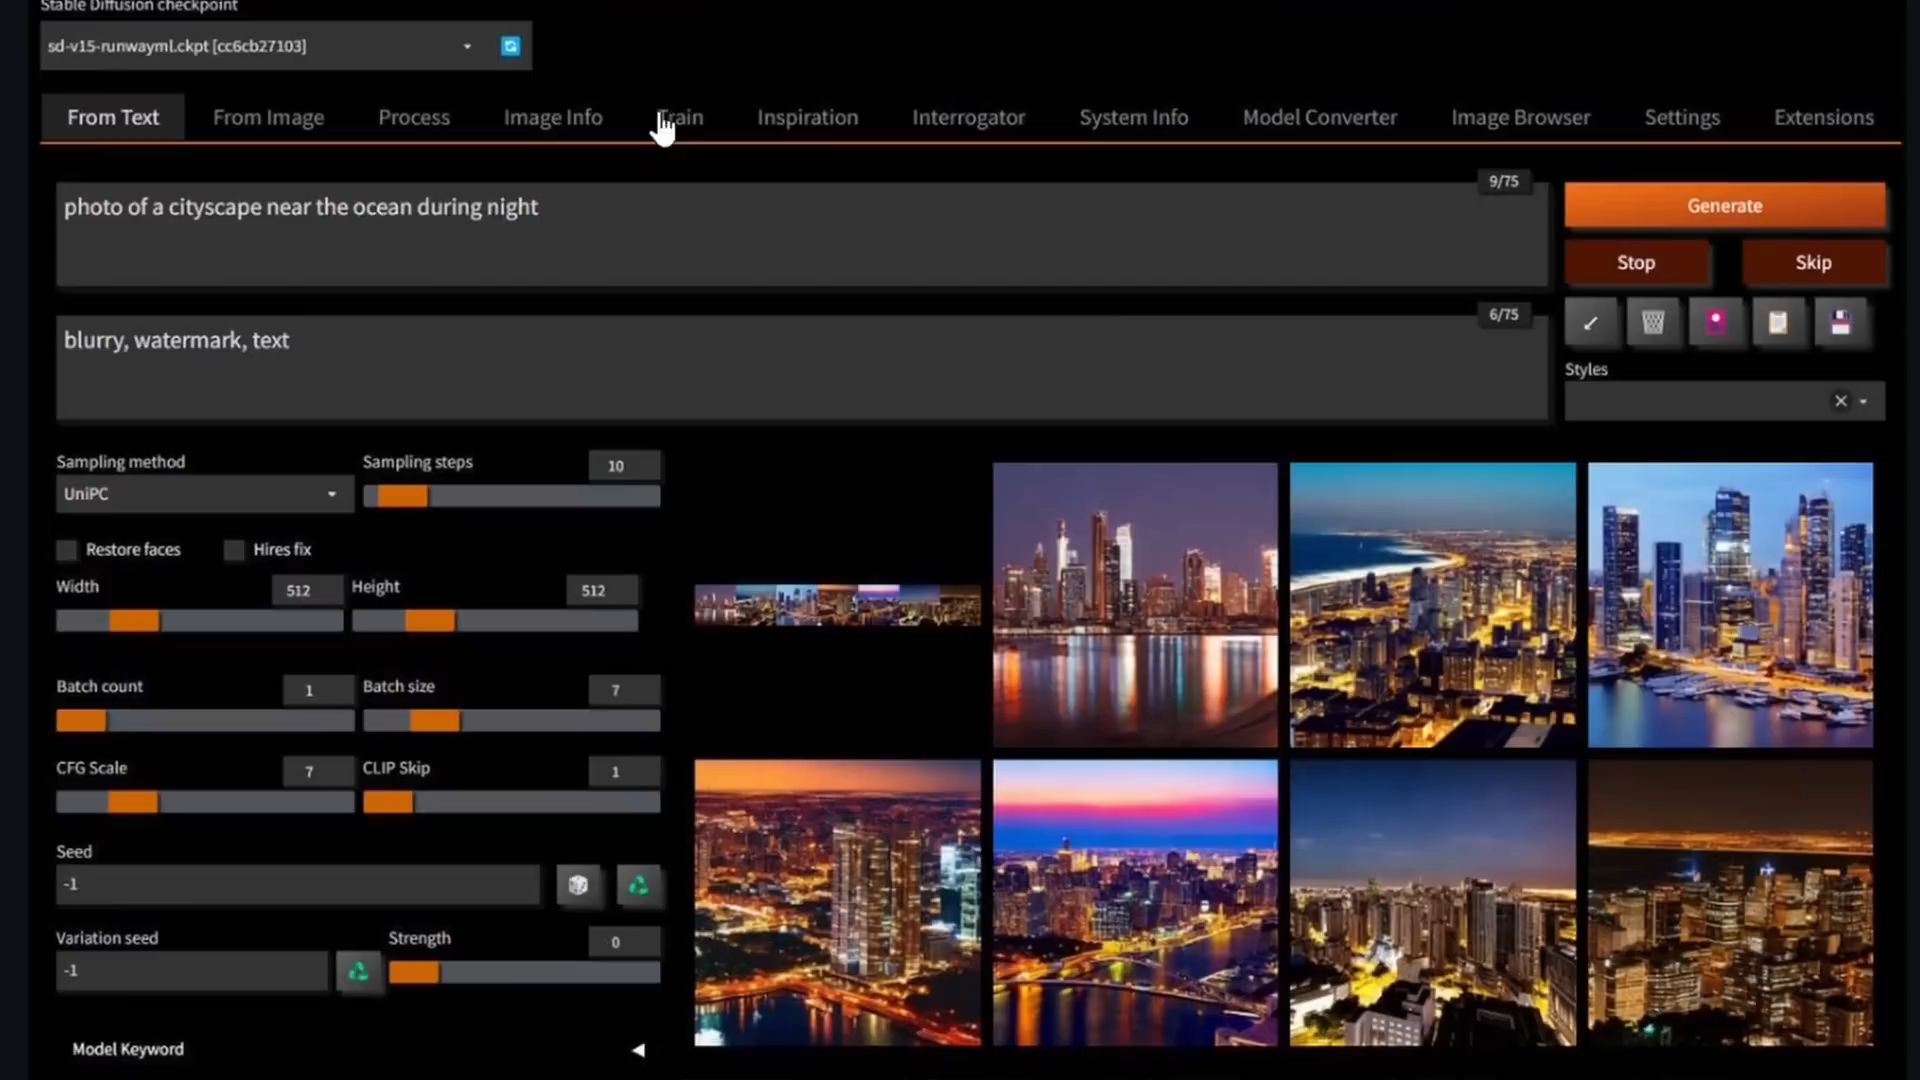 Stable Diffusion checkpoint
sd-v15-runwayml.ckpt [cc6cb27103]
From Text From Image Process Image Info Train Inspiration Interrogator System Info Model Converter Image Browser Settings Extensions
9/75
photo of a cityscape near the ocean during night
Generate
Stop Skip
6/75
blurry, watermark, text
Styles
Sampling method Sampling steps 10
UniPC
Restore faces Hires fix
Width 512 Height 512
Batch count 1 Batch size 7
CFG Scale 7 CLIP Skip 1
Seed
-1
Variation seed Strength 0
-1
Model Keyword